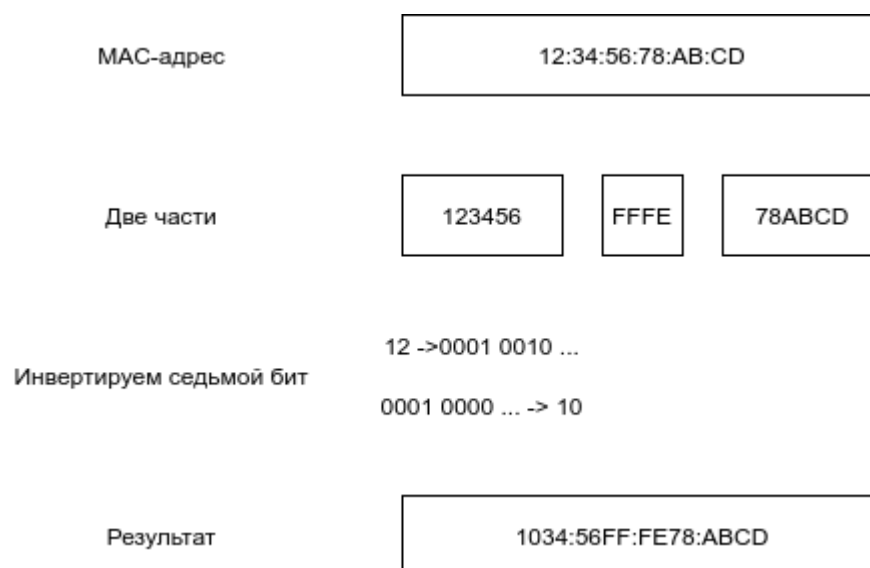 MAC-адрес
12:34:56:78:AB:CD
Две части
123456
FFFE
78ABCD
12 ->0001 0010 ...
Инвертируем седьмой бит
0001 0000 ... -> 10
Результат
1034:56FF:FE78:ABCD